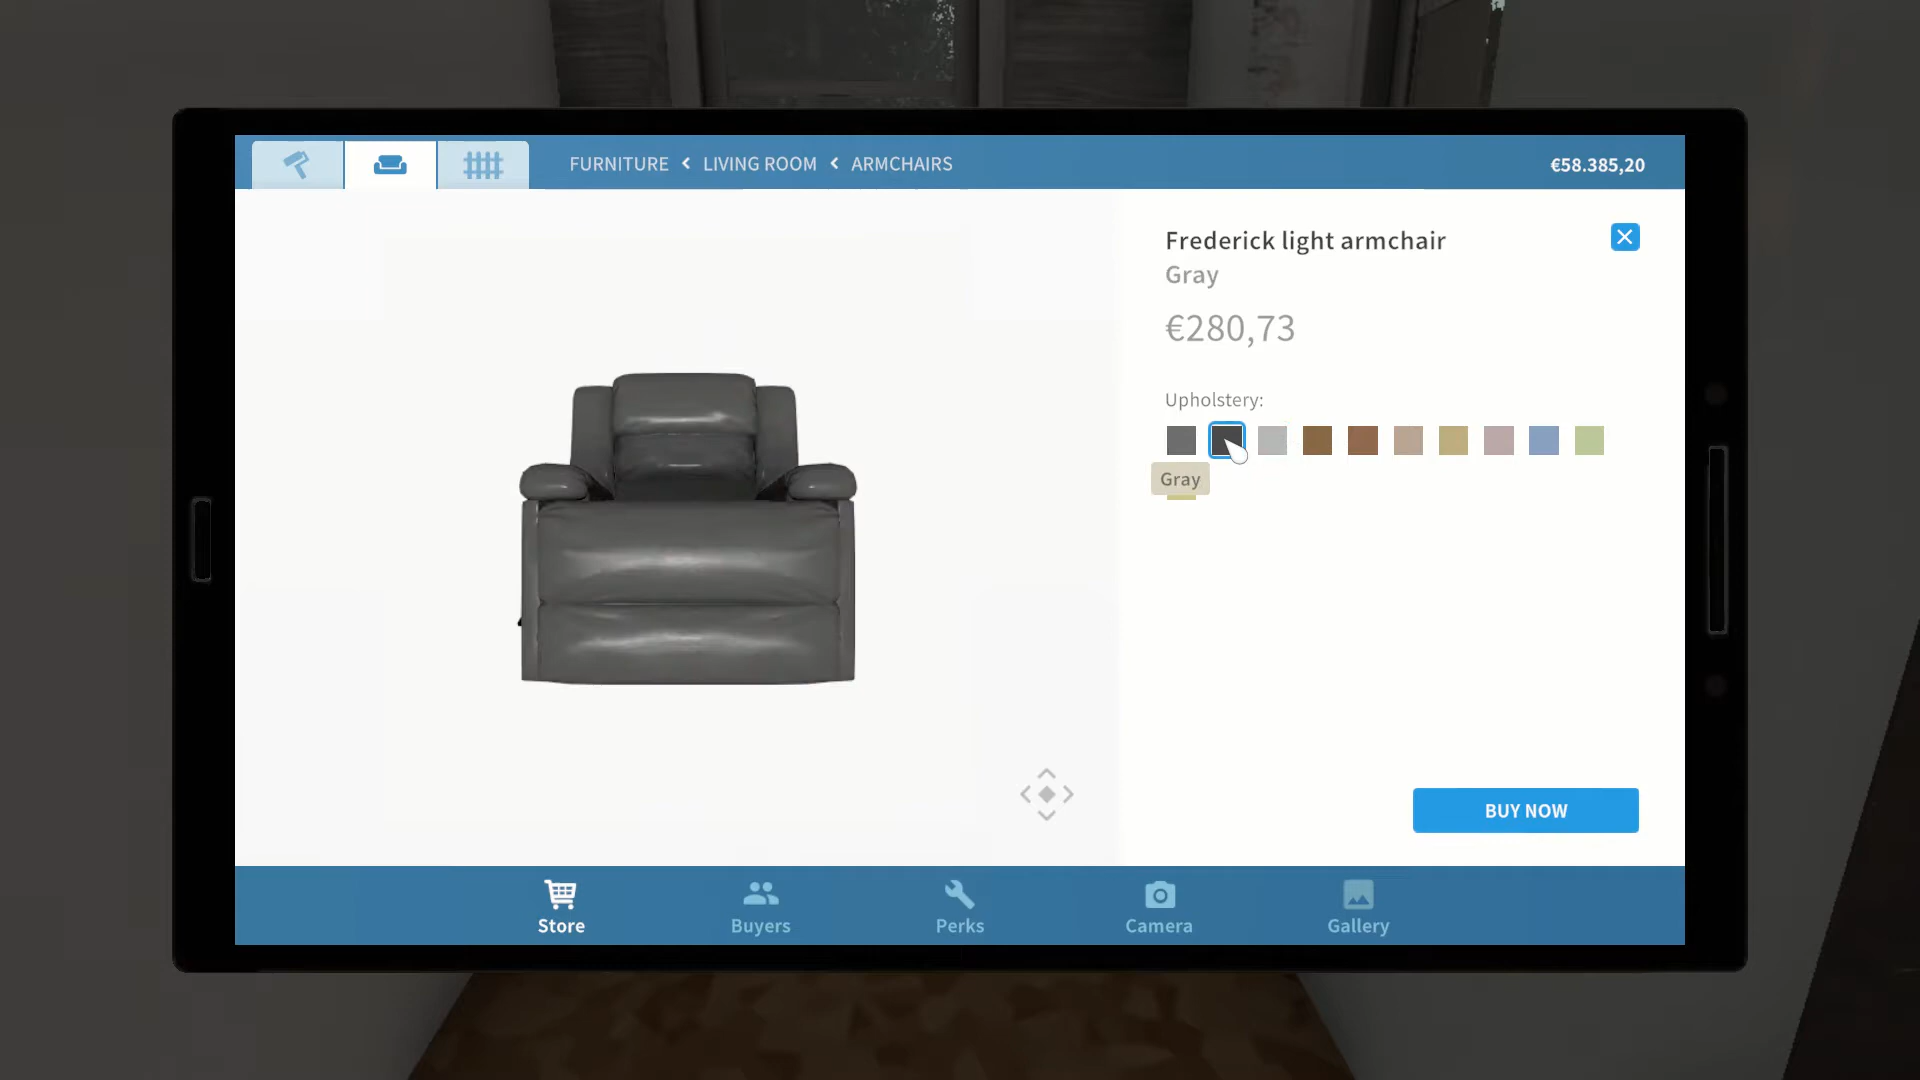 FURNITURE < LIVING ROOM < ARMCHAIRS
€58.385,20
Frederick light armchair
Gray
€280,73
Upholstery:
Gray
BUY NOW
Store
Buyers
Perks
Camera
Gallery